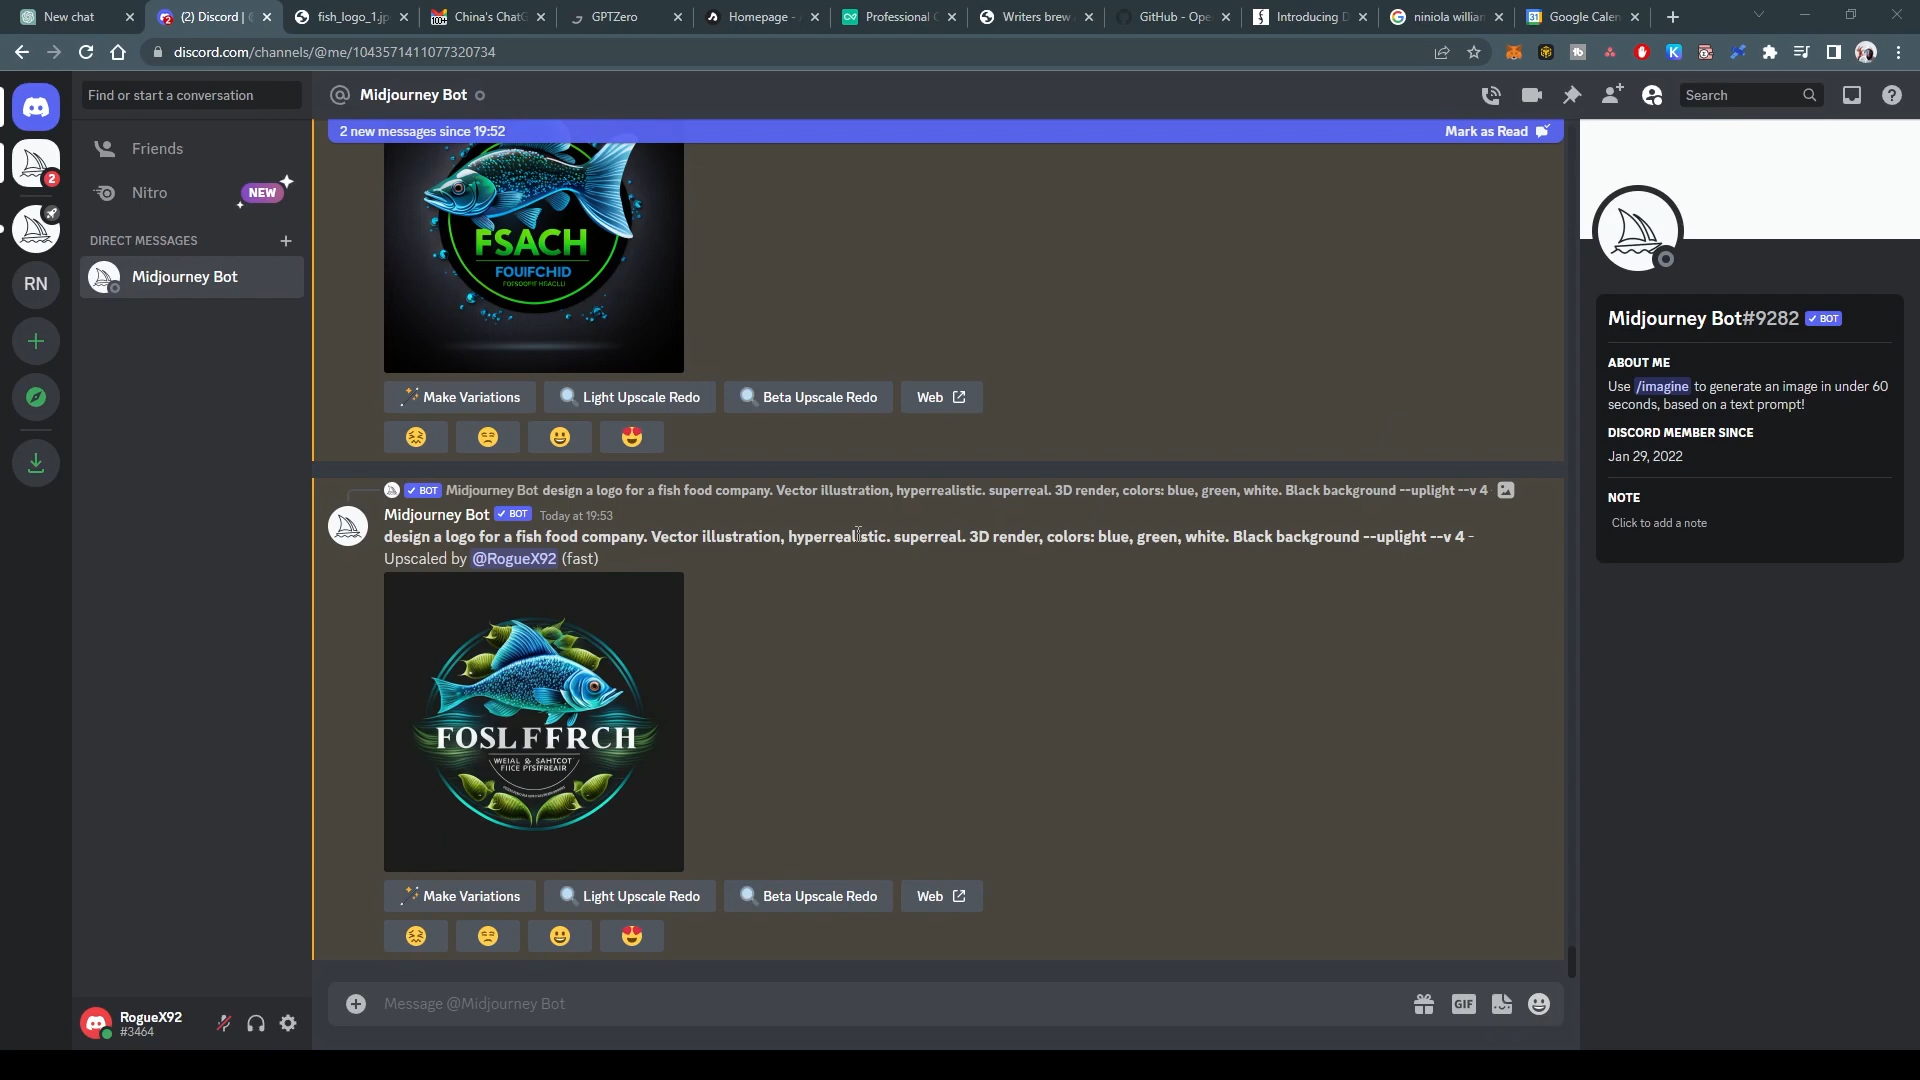 New chat
(2) Discord |
fish_logo_1.jp
China's Chat
GPTZero
Homepage -
Professional
Writers brew
GitHub - Ope
Introducing D
niniola willian
Google Calen
discord.com/channels/@me/1043571411077320734
Find or start a conversation
Midjourney Bot
Search
2 new messages since 19:52
Mark as Read
Friends
Nitro
NEW
DIRECT MESSAGES
Midjourney Bot
2
RN
FSACH
FOUIFCHID
Make Variations
Light Upscale Redo
Beta Upscale Redo
Web
BOT Midjourney Bot design a logo for a fish food company. Vector illustration, hyperrealistic. superreal. 3D render, colors: blue, green, white. Black background --uplight --v 4
Midjourney Bot BOT Today at 19:53
design a logo for a fish food company. Vector illustration, hyperrealistic. superreal. 3D render, colors: blue, green, white. Black background --uplight --v 4 -
Upscaled by @RogueX92 (fast)
FOSLFFRCH
WEIAL & SAHTCOT
FIICE PISIFREAIR
Make Variations
Light Upscale Redo
Beta Upscale Redo
Web
Message @Midjourney Bot
GIF
RogueX92
#3464
Midjourney Bot#9282 BOT
ABOUT ME
Use /imagine to generate an image in under 60
seconds, based on a text prompt!
DISCORD MEMBER SINCE
Jan 29, 2022
NOTE
Click to add a note